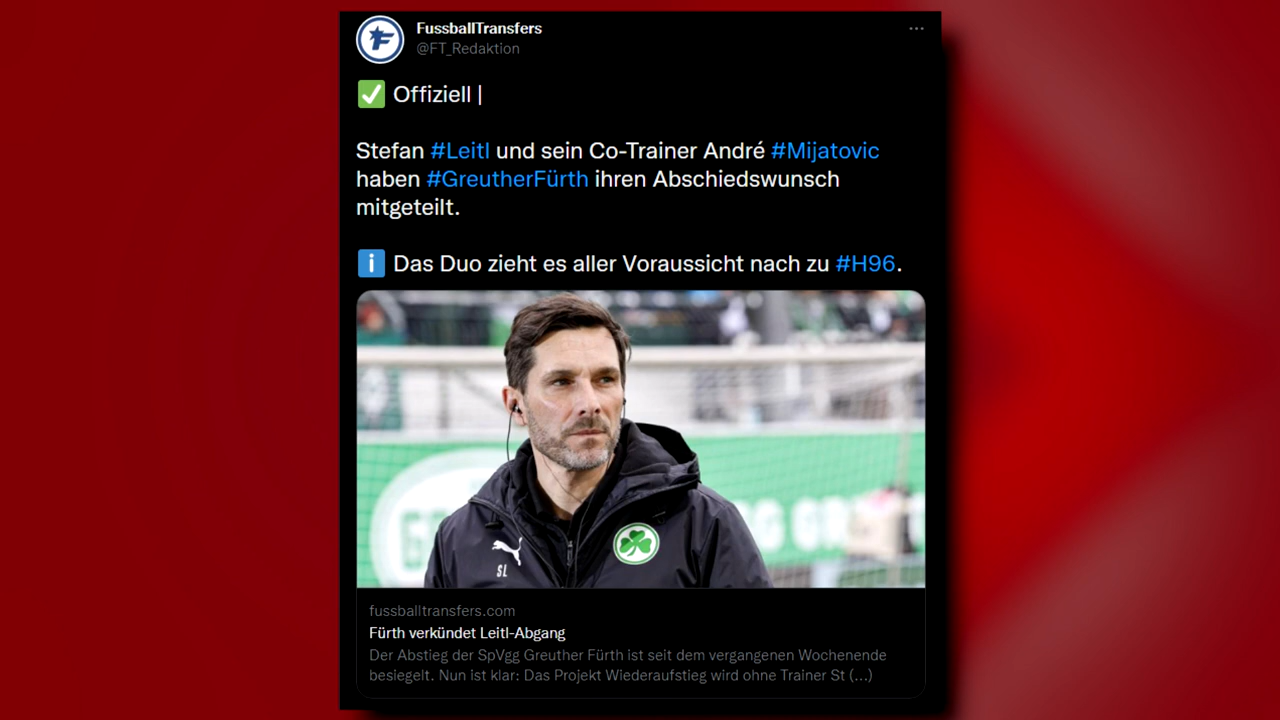 FussballTransfers
@FT_Redaktion
✅ Offiziell |
Stefan #Leitl und sein Co-Trainer André #Mijatovic
haben #GreutherFürth ihren Abschiedswunsch
mitgeteilt.
ℹ️ Das Duo zieht es aller Voraussicht nach zu #H96.
SL
fussballtransfers.com
Fürth verkündet Leitl-Abgang
Der Abstieg der SpVgg Greuther Fürth ist seit dem vergangenen Wochenende
besiegelt. Nun ist klar: Das Projekt Wiederaufstieg wird ohne Trainer St (...)